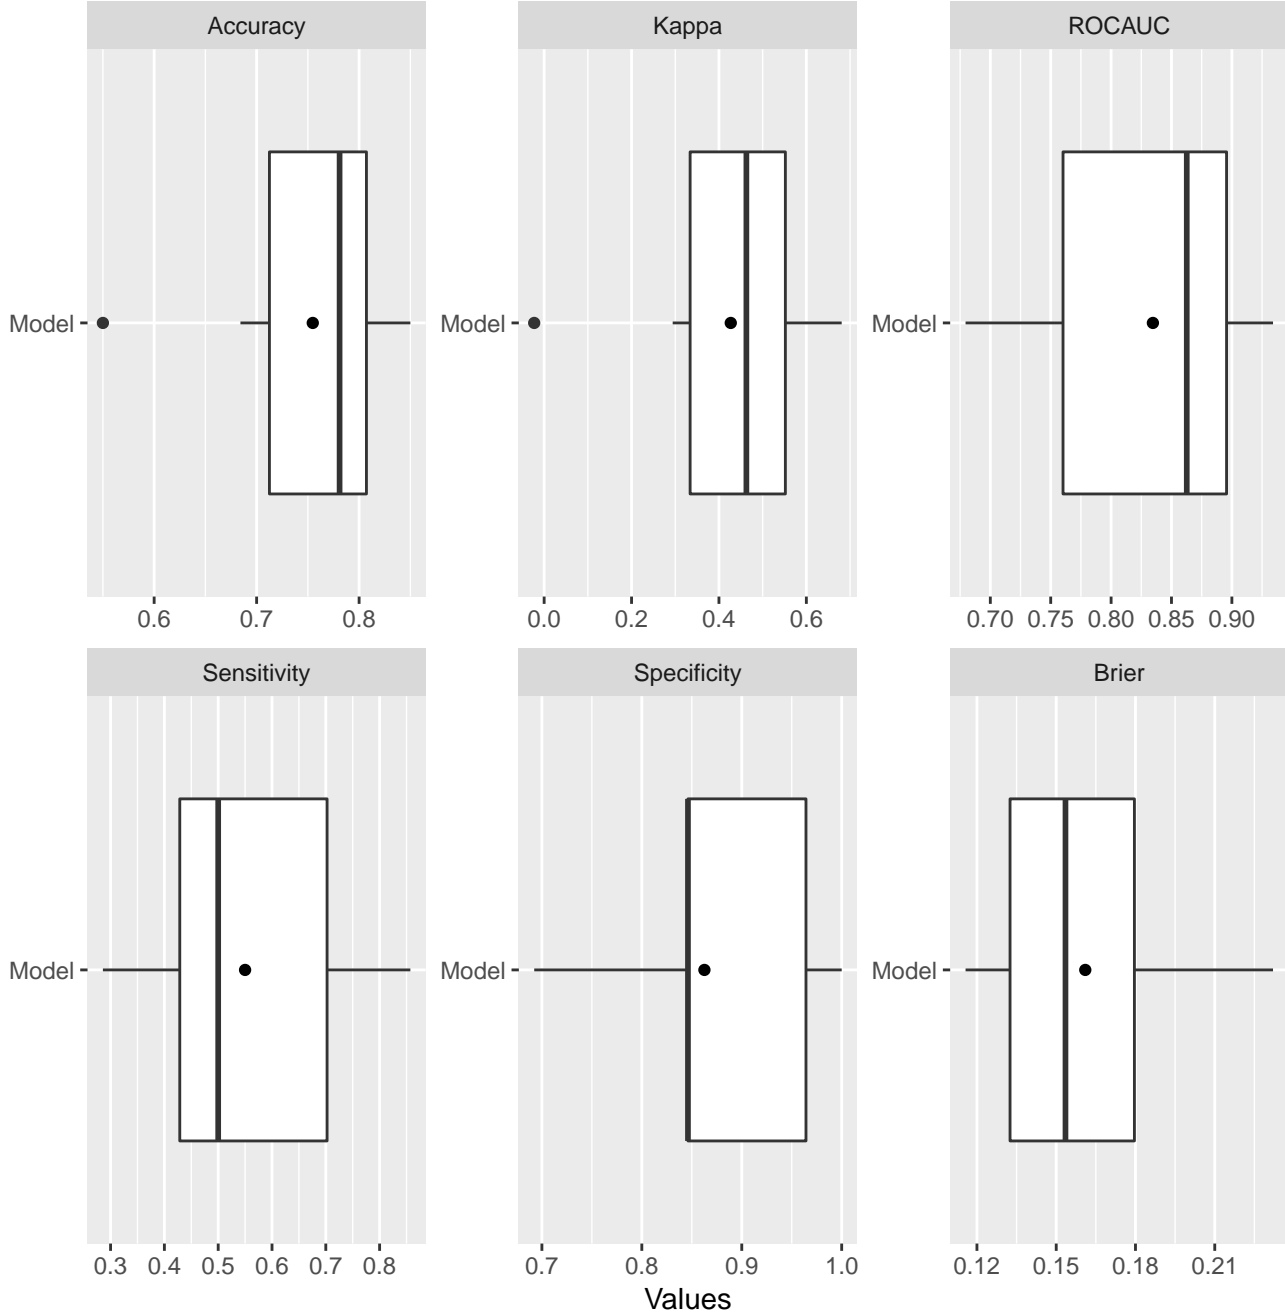 Accuracy Kappa ROCAUC
Model Model Model
0.6 0.7 0.8 0.0 0.2 0.4 0.6 0.70 0.75 0.80 0.85 0.90
Sensitivity Specificity Brier
Model Model Model
0.3 0.4 0.5 0.6 0.7 0.8 0.7 0.8 0.9 1.0 0.12 0.15 0.18 0.21
Values